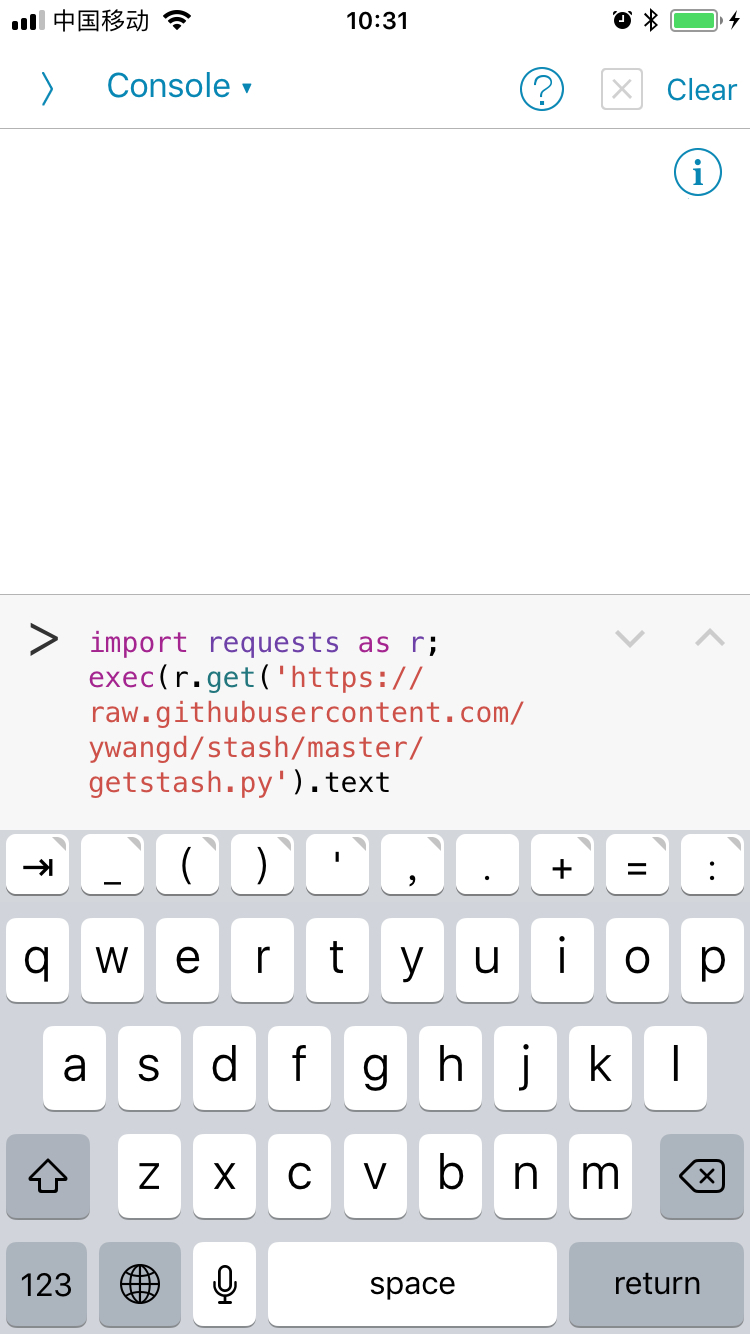 中国移动 10:31
Console ▾ ? Clear
i
> import requests as r;
exec(r.get('https://
raw.githubusercontent.com/
ywangd/stash/master/
getstash.py').text
_ ( ) ' , . + = :
q w e r t y u i o p
a s d f g h j k l
z x c v b n m
123 space return